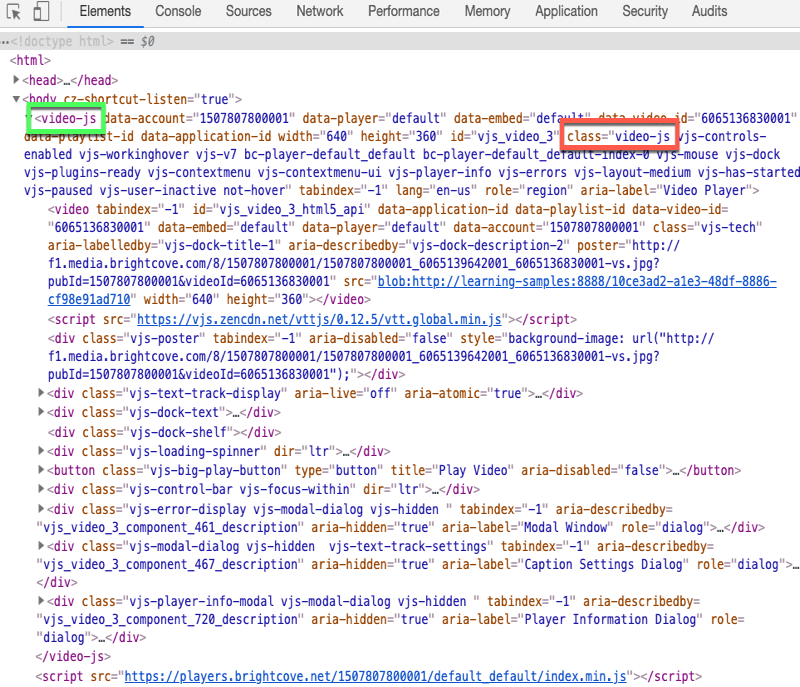 Elements Console Sources Network Performance Memory Application Security Audits
…<!doctype html> == $0
<html>
▶<head>…</head>
▼<body cz-shortcut-listen="true">
▼<video-js data-account="1507807800001" data-player="default" data-embed="default" data-video-id="6065136830001"
data-playlist-id data-application-id width="640" height="360" id="vjs_video_3" class="video-js vjs-controls-
enabled vjs-workinghover vjs-v7 bc-player-default_default bc-player-default_default-index-0 vjs-mouse vjs-dock
vjs-plugins-ready vjs-contextmenu vjs-contextmenu-ui vjs-player-info vjs-errors vjs-layout-medium vjs-has-started
vjs-paused vjs-user-inactive not-hover" tabindex="-1" lang="en-us" role="region" aria-label="Video Player">
<video tabindex="-1" id="vjs_video_3_html5_api" data-application-id data-playlist-id data-video-id=
"6065136830001" data-embed="default" data-player="default" data-account="1507807800001" class="vjs-tech"
aria-labelledby="vjs-dock-title-1" aria-describedby="vjs-dock-description-2" poster="http://
f1.media.brightcove.com/8/1507807800001/1507807800001_6065139642001_6065136830001-vs.jpg?
pubId=1507807800001&videoId=6065136830001" src="blob:http://learning-samples:8888/10ce3ad2-a1e3-48df-8886-
cf98e91ad710" width="640" height="360"></video>
<script src="https://vjs.zencdn.net/vttjs/0.12.5/vtt.global.min.js"></script>
<div class="vjs-poster" tabindex="-1" aria-disabled="false" style="background-image: url("http://
f1.media.brightcove.com/8/1507807800001/1507807800001_6065139642001_6065136830001-vs.jpg?
pubId=1507807800001&videoId=6065136830001");"></div>
▶<div class="vjs-text-track-display" aria-live="off" aria-atomic="true">…</div>
▶<div class="vjs-dock-text">…</div>
<div class="vjs-dock-shelf"></div>
▶<div class="vjs-loading-spinner" dir="ltr">…</div>
▶<button class="vjs-big-play-button" type="button" title="Play Video" aria-disabled="false">…</button>
▶<div class="vjs-control-bar vjs-focus-within" dir="ltr">…</div>
▶<div class="vjs-error-display vjs-modal-dialog vjs-hidden " tabindex="-1" aria-describedby=
"vjs_video_3_component_461_description" aria-hidden="true" aria-label="Modal Window" role="dialog">…</div>
▶<div class="vjs-modal-dialog vjs-hidden  vjs-text-track-settings" tabindex="-1" aria-describedby=
"vjs_video_3_component_467_description" aria-hidden="true" aria-label="Caption Settings Dialog" role="dialog">…
</div>
▶<div class="vjs-player-info-modal vjs-modal-dialog vjs-hidden " tabindex="-1" aria-describedby=
"vjs_video_3_component_720_description" aria-hidden="true" aria-label="Player Information Dialog" role=
"dialog">…</div>
</video-js>
<script src="https://players.brightcove.net/1507807800001/default_default/index.min.js"></script>